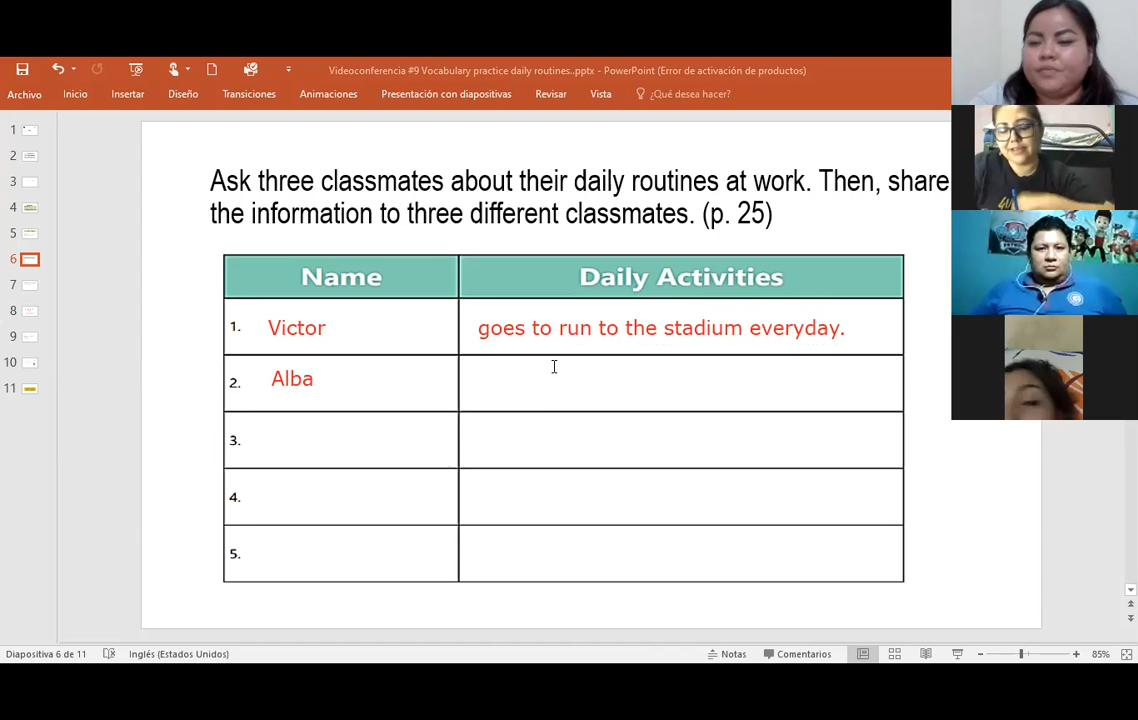 Videoconferencia #9 Vocabulary practice daily routines..pptx - PowerPoint (Error de activación de productos)
Archivo Inicio Insertar Diseño Transiciones Animaciones Presentación con diapositivas Revisar Vista ¿Qué desea hacer?
1
2
3
4
5
6
7
8
9
10
11
Ask three classmates about their daily routines at work. Then, share
the information to three different classmates. (p. 25)
Name Daily Activities
1. Victor goes to run to the stadium everyday.
2. Alba
3.
4.
5.
Diapositiva 6 de 11 Inglés (Estados Unidos) Notas Comentarios 85%